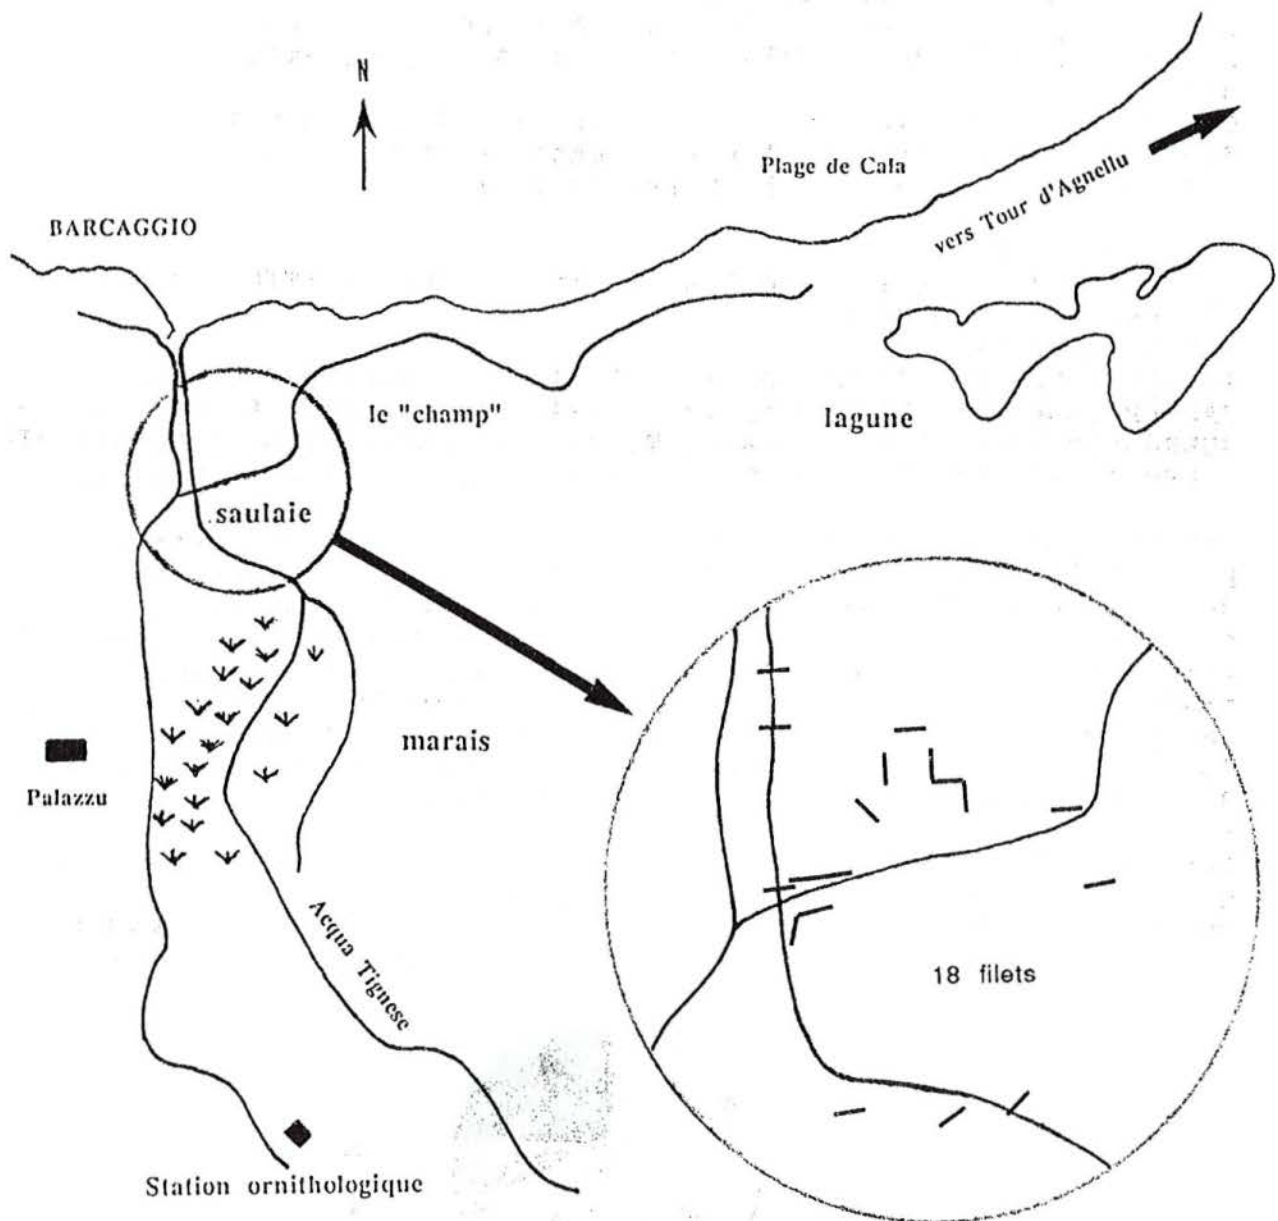 N
Plage de Cala
vers Tour d'Agnellu
BARCAGGIO
le "champ"
lagune
saulaie
marais
Palazzu
Acqua Tignese
18 filets
Station ornithologique